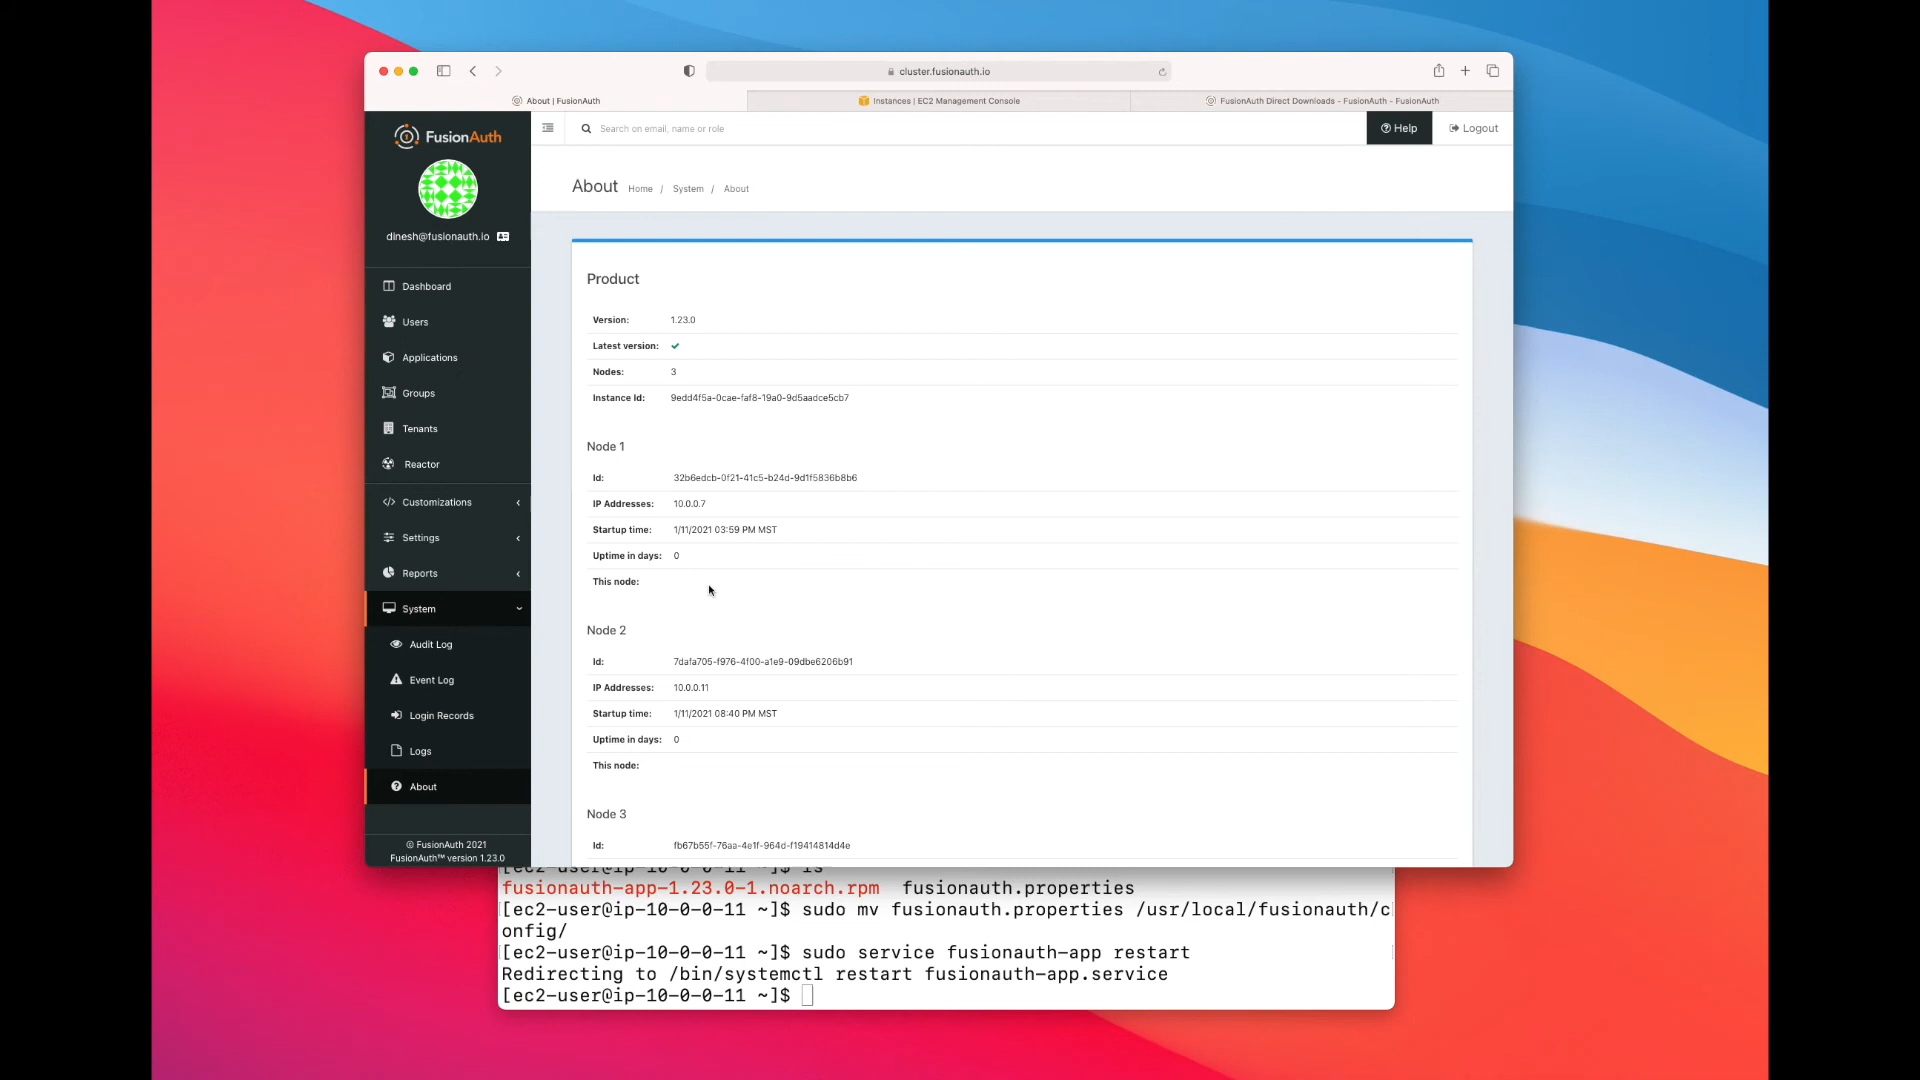 cluster.fusionauth.io
About | FusionAuth
Instances | EC2 Management Console
FusionAuth Direct Downloads - FusionAuth - FusionAuth
FusionAuth
Search on email, name or role
Help
Logout
dinesh@fusionauth.io
About Home / System / About
Dashboard
Users
Applications
Groups
Tenants
Reactor
Customizations
Settings
Reports
System
Audit Log
Event Log
Login Records
Logs
About
© FusionAuth 2021
FusionAuth™ version 1.23.0
Product
Version: 1.23.0
Latest version: ✔
Nodes: 3
Instance Id: 9edd4f5a-0cae-faf8-19a0-9d5aadce5cb7
Node 1
Id: 32b6edcb-0f21-41c5-b24d-9d1f5836b8b6
IP Addresses: 10.0.0.7
Startup time: 1/11/2021 03:59 PM MST
Uptime in days: 0
This node:
Node 2
Id: 7dafa705-f976-4f00-a1e9-09dbe6206b91
IP Addresses: 10.0.0.11
Startup time: 1/11/2021 08:40 PM MST
Uptime in days: 0
This node:
Node 3
Id: fb67b55f-76aa-4e1f-964d-f19414814d4e
[ec2-user@ip-10-0-0-11 ~]$ ls
fusionauth-app-1.23.0-1.noarch.rpm fusionauth.properties
[ec2-user@ip-10-0-0-11 ~]$ sudo mv fusionauth.properties /usr/local/fusionauth/c
onfig/
[ec2-user@ip-10-0-0-11 ~]$ sudo service fusionauth-app restart
Redirecting to /bin/systemctl restart fusionauth-app.service
[ec2-user@ip-10-0-0-11 ~]$